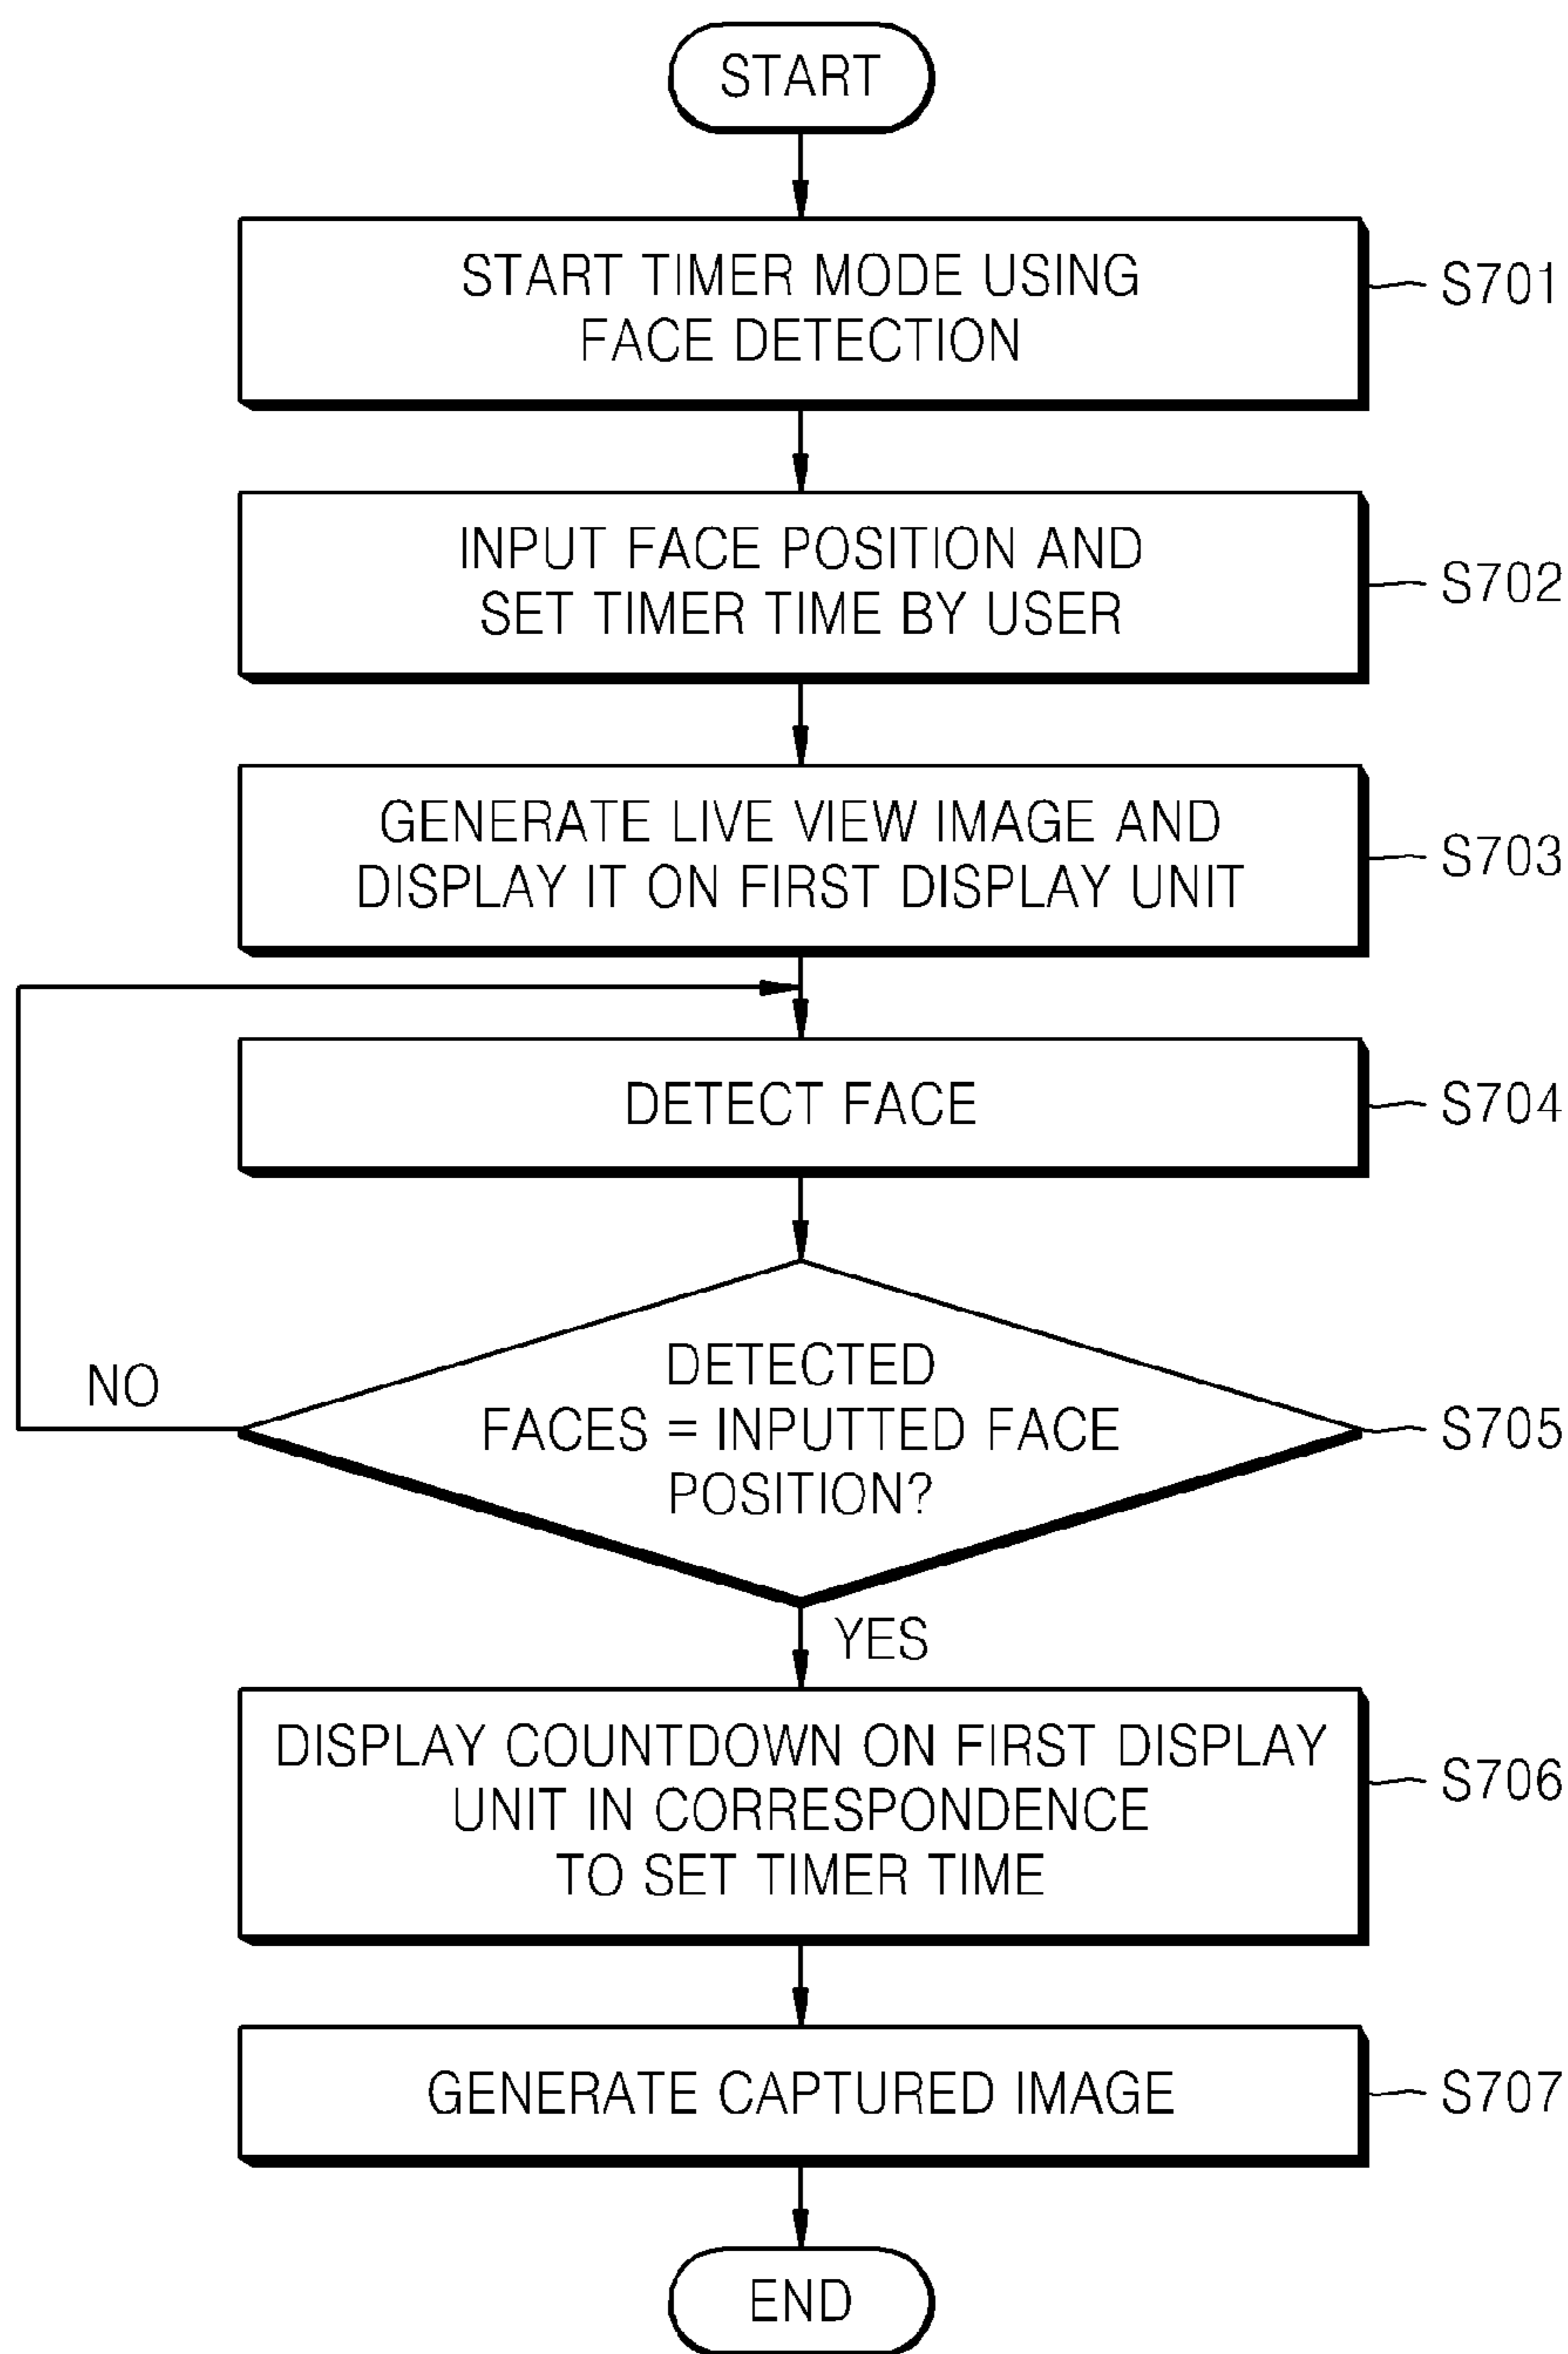 START
START TIMER MODE USING
FACE DETECTION
S701
INPUT FACE POSITION AND
SET TIMER TIME BY USER
S702
GENERATE LIVE VIEW IMAGE AND
DISPLAY IT ON FIRST DISPLAY UNIT
S703
DETECT FACE
S704
DETECTED
FACES = INPUTTED FACE
POSITION?
S705
NO
YES
DISPLAY COUNTDOWN ON FIRST DISPLAY
UNIT IN CORRESPONDENCE
TO SET TIMER TIME
S706
GENERATE CAPTURED IMAGE
S707
END